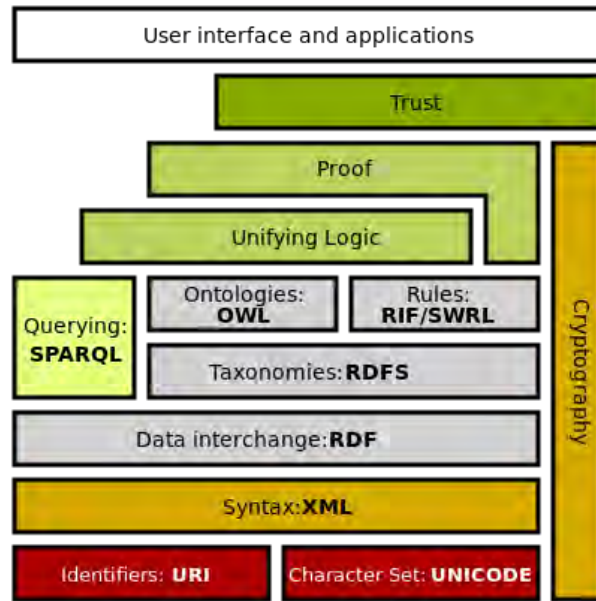 User interface and applications
Trust
Proof
Unifying Logic
Querying:
SPARQL
Ontologies:
OWL
Rules:
RIF/SWRL
Taxonomies:RDFS
Data interchange:RDF
Syntax:XML
Identifiers: URI
Character Set: UNICODE
Cryptography